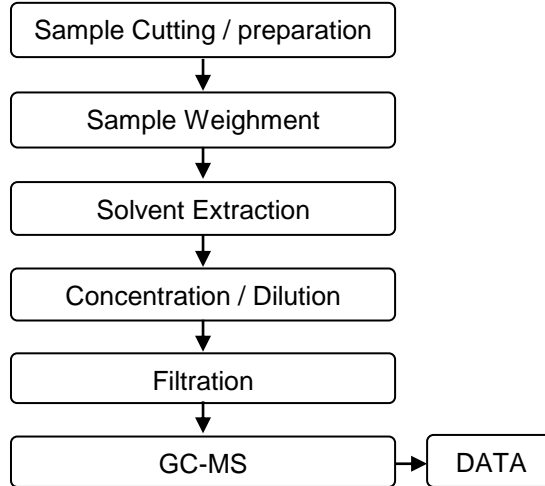 Sample Cutting / preparation
Sample Weighment
Solvent Extraction
Concentration / Dilution
Filtration
GC-MS
DATA